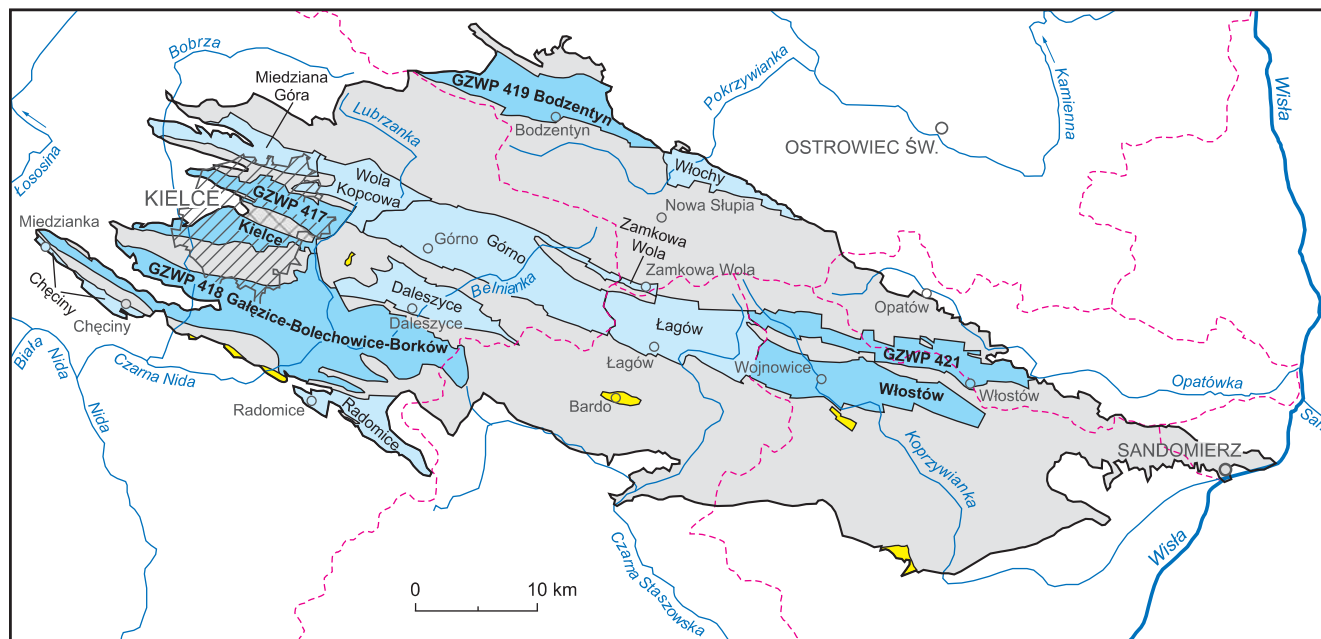 Bobrza
Miedziana
Góra
Lubrzanka
GZWP 419 Bodzentyn
Bodzentyn
Pokrzywianka
Kamienna
Wisła
OSTROWIEC ŚW.
Łososina
Wola
Kopcowa
Włochy
KIELCE
GZWP 417
Kielce
Miedzianka
Nowa Słupia
Zamkowa
Wola
Zamkowa Wola
Górno
Górno
Belnianka
Chęciny
Chęciny
GZWP 418 Gałęzice-Bolechowice-Borków
Daleszyce
Daleszyce
Opatów
Łagów
Łagów
GZWP 421
Włostów
Wojnowice
Włostów
Opatówka
San
Biała
Nida
Czarna Nida
Nida
Radomice
Radomice
Bardo
Koprzywianka
SANDOMIERZ
Wisła
Czarna Staszowska
0 10 km